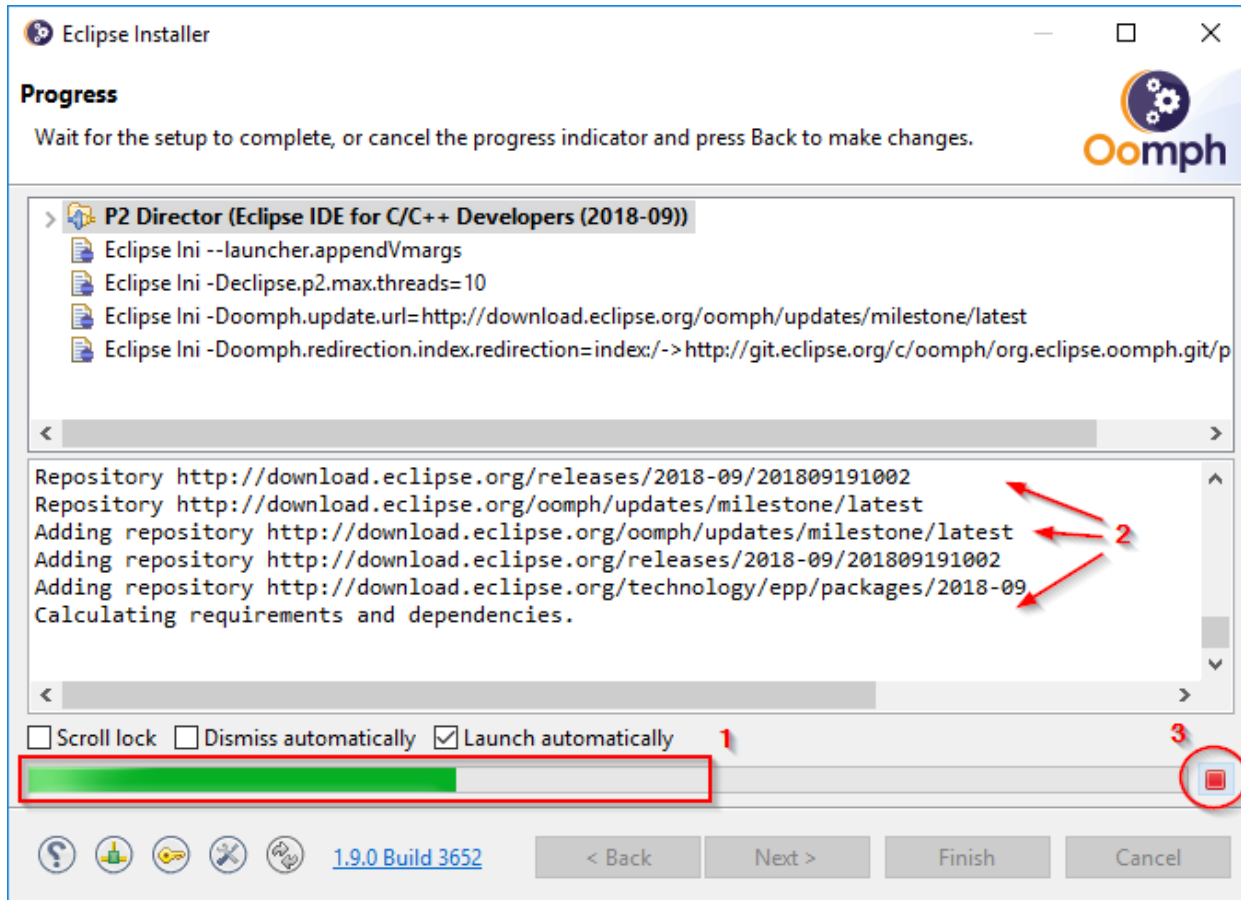 Eclipse Installer
Progress
Wait for the setup to complete, or cancel the progress indicator and press Back to make changes.
Oomph
P2 Director (Eclipse IDE for C/C++ Developers (2018-09))
Eclipse Ini --launcher.appendVmargs
Eclipse Ini -Declipse.p2.max.threads=10
Eclipse Ini -Doomph.update.url=http://download.eclipse.org/oomph/updates/milestone/latest
Eclipse Ini -Doomph.redirection.index.redirection=index:/->http://git.eclipse.org/c/oomph/org.eclipse.oomph.git/p
Repository http://download.eclipse.org/releases/2018-09/201809191002
Repository http://download.eclipse.org/oomph/updates/milestone/latest
Adding repository http://download.eclipse.org/oomph/updates/milestone/latest
2
Adding repository http://download.eclipse.org/releases/2018-09/201809191002
Adding repository http://download.eclipse.org/technology/epp/packages/2018-09
Calculating requirements and dependencies.
Scroll lock Dismiss automatically Launch automatically 1 3
1.9.0 Build 3652 < Back Next > Finish Cancel